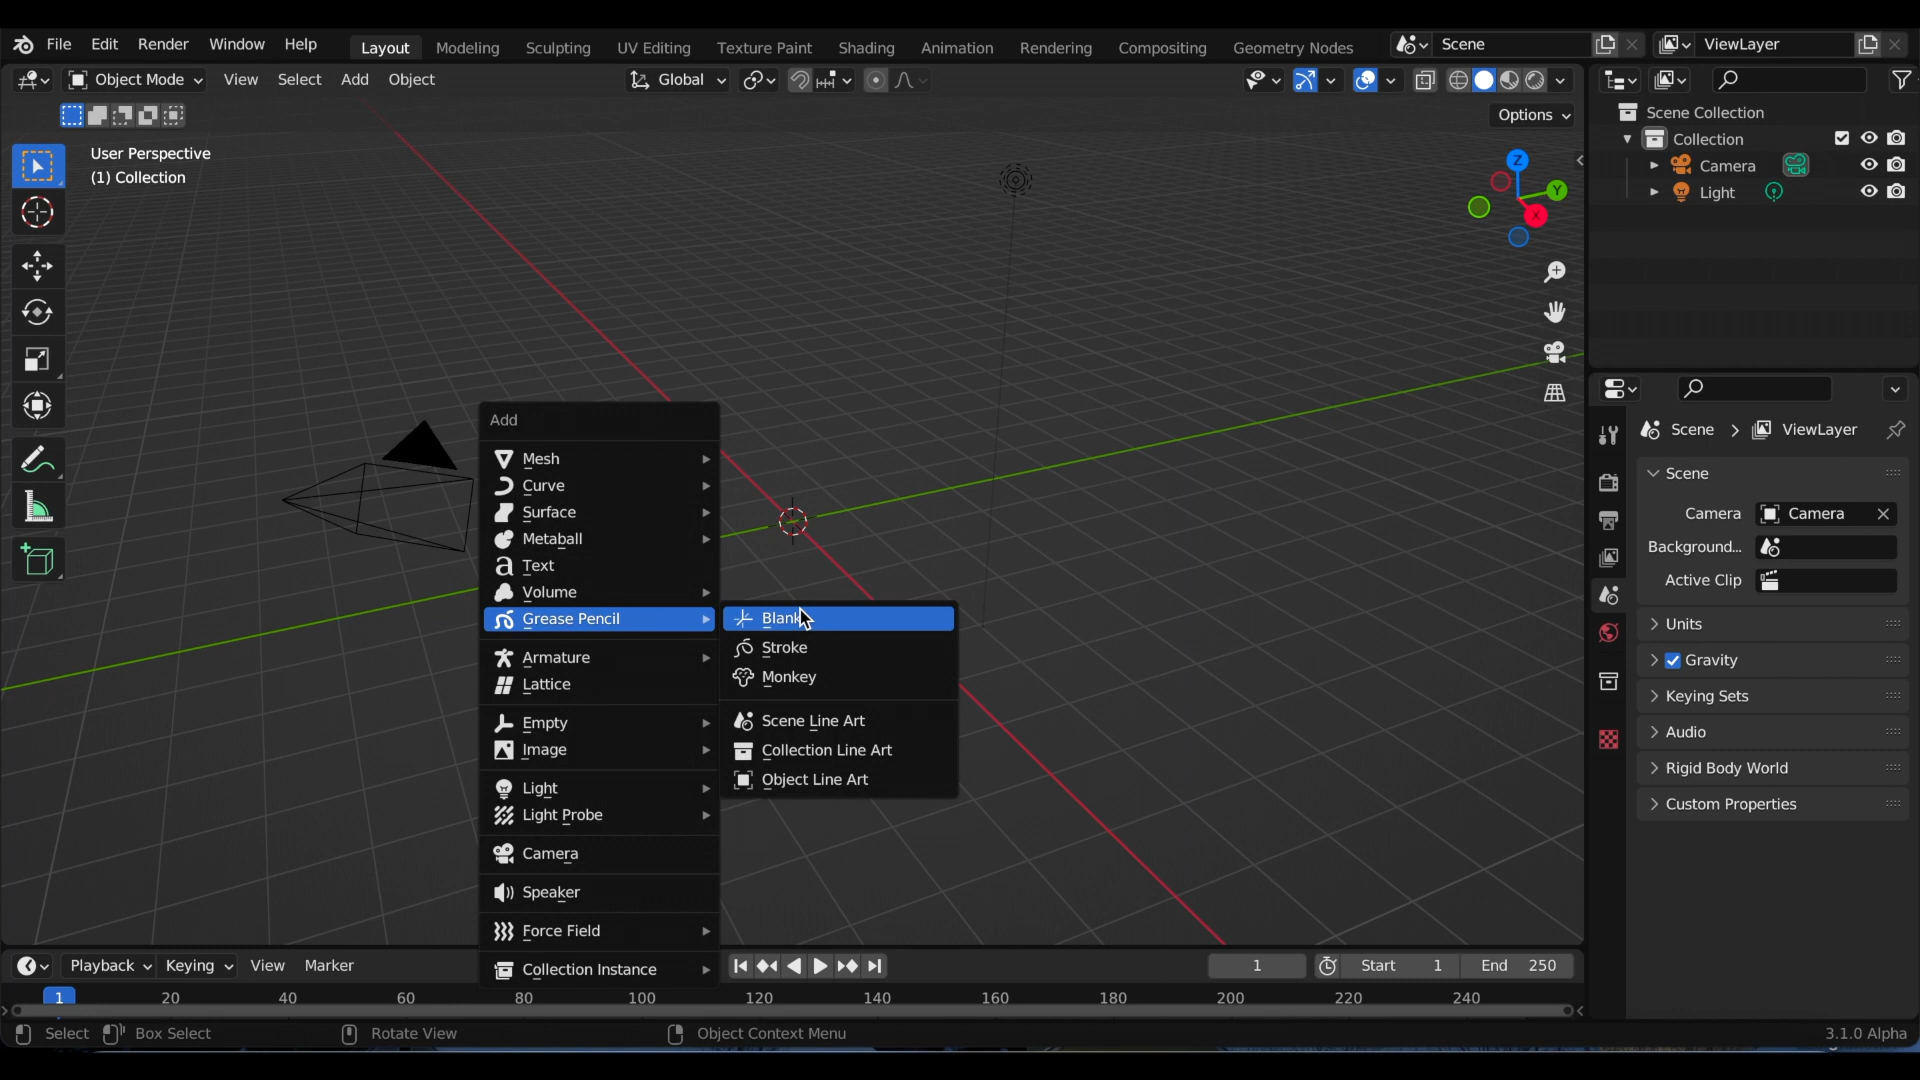 File Edit Render Window Help Layout Modeling Sculpting UV Editing Texture Paint Shading Animation Rendering Compositing Geometry Nodes Scene ViewLayer
Object Mode View Select Add Object Global
Options
User Perspective
(1) Collection
Z
Y
X
Scene Collection
Collection
Camera
Light
Scene > ViewLayer
Scene
Camera Camera
Background...
Active Clip
Units
Gravity
Keying Sets
Audio
Rigid Body World
Custom Properties
Add
Mesh
Curve
Surface
Metaball
Text
Volume
Grease Pencil
Armature
Lattice
Empty
Image
Light
Light Probe
Camera
Speaker
Force Field
Collection Instance
Blank
Stroke
Monkey
Scene Line Art
Collection Line Art
Object Line Art
Playback Keying View Marker 1 Start 1 End 250
1 20 40 60 80 100 120 140 160 180 200 220 240
Select Box Select Rotate View Object Context Menu 3.1.0 Alpha